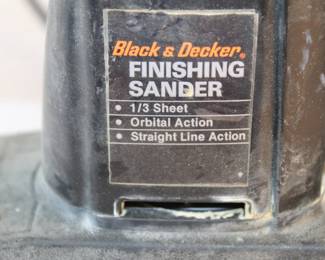 Black & Decker®
FINISHING
SANDER
• 1/3 Sheet
• Orbital Action
• Straight Line Action